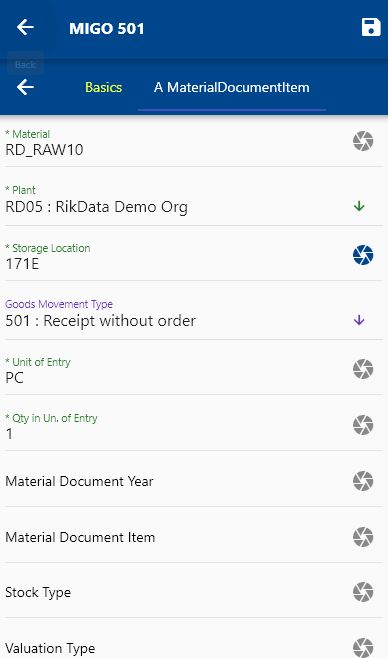 MIGO 501
Back
Basics
A MaterialDocumentItem
* Material
RD_RAW10
* Plant
RD05 : RikData Demo Org
* Storage Location
171E
Goods Movement Type
501 : Receipt without order
* Unit of Entry
PC
* Qty in Un. of Entry
1
Material Document Year
Material Document Item
Stock Type
Valuation Type